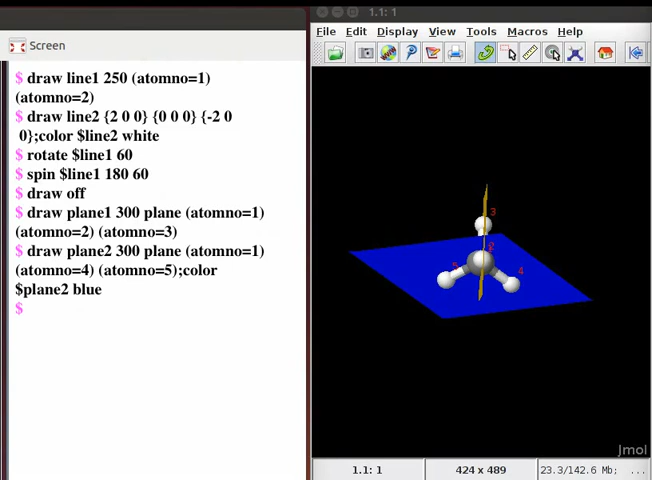 1.1: 1
Screen
File Edit Display View Tools Macros Help
$ draw line1 250 (atomno=1)
(atomno=2)
$ draw line2 {2 0 0} {0 0 0} {-2 0
0};color $line2 white
$ rotate $line1 60
$ spin $line1 180 60
$ draw off
$ draw plane1 300 plane (atomno=1)
(atomno=2) (atomno=3)
$ draw plane2 300 plane (atomno=1)
(atomno=4) (atomno=5);color
$plane2 blue
$
3
5
4
Jmol
1.1: 1
424 x 489
23.3/142.6 Mb; ...